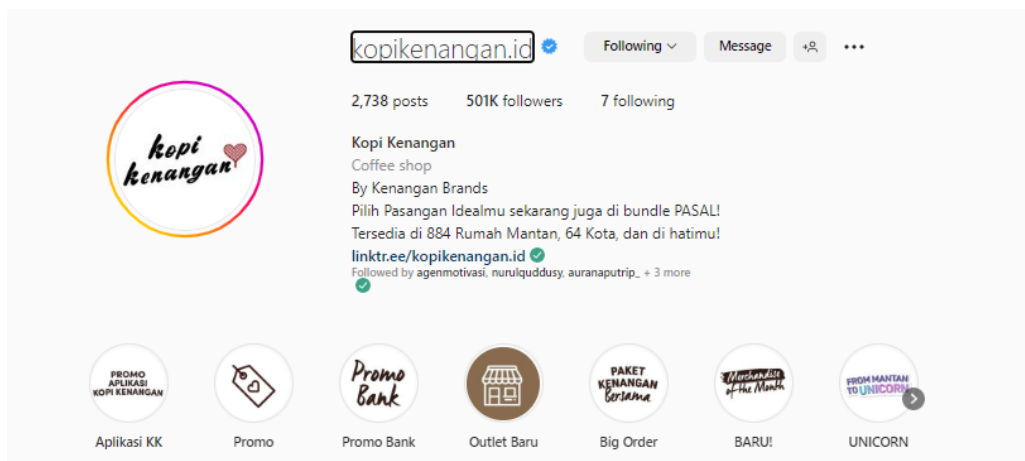 kopikenangan.id
Following
Message
2,738 posts 501K followers 7 following
kopi
kenangan
Kopi Kenangan
Coffee shop
By Kenangan Brands
Pilih Pasangan Idealmu sekarang juga di bundle PASAL!
Tersedia di 884 Rumah Mantan, 64 Kota, dan di hatimu!
linktr.ee/kopikenangan.id
Followed by agenmotivasi, nurulquddusy, auranaputrip_ + 3 more
PROMO
APLIKASI
KOPI KENANGAN
Promo
Bank
PAKET
KENANGAN
Bersama
Merchandise
of the Month
FROM MANTAN
TO UNICORN
Aplikasi KK
Promo
Promo Bank
Outlet Baru
Big Order
BARU!
UNICORN